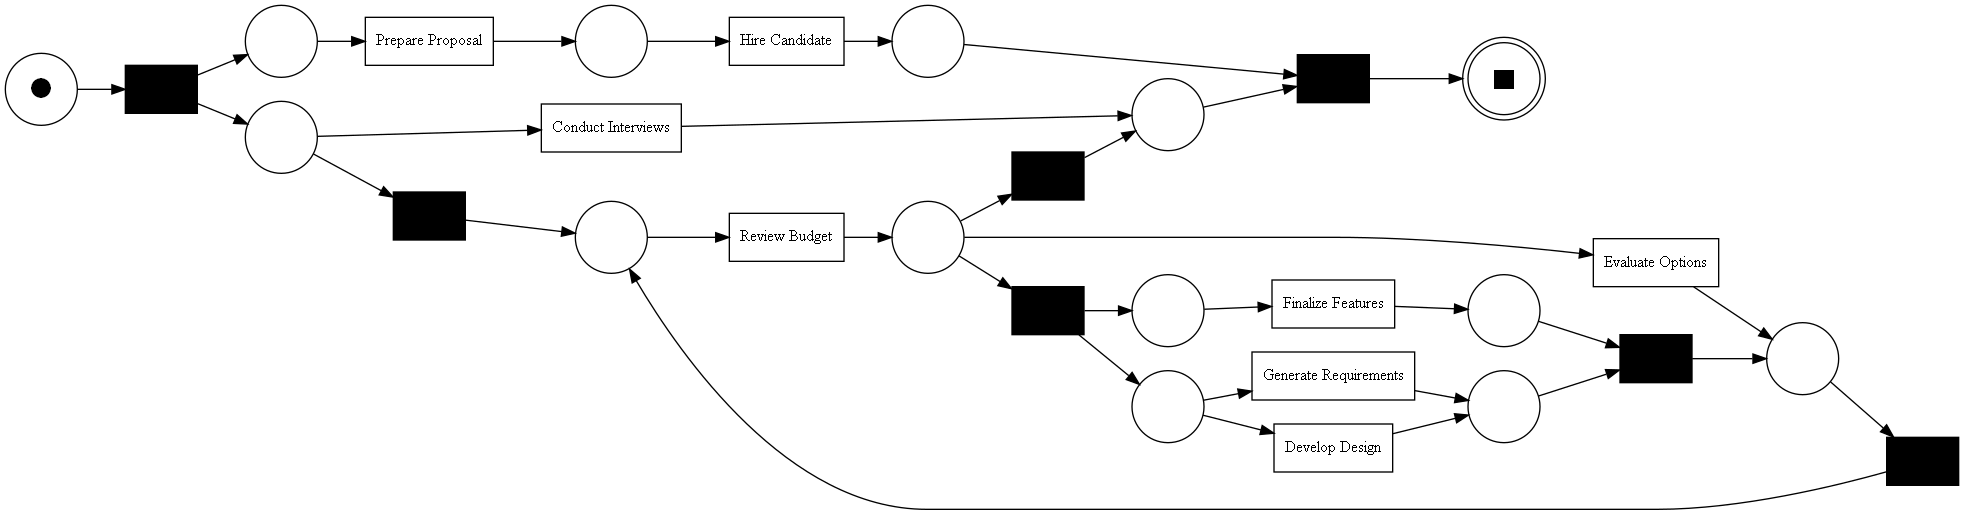 Prepare Proposal
Hire Candidate
Conduct Interviews
Review Budget
Evaluate Options
Finalize Features
Generate Requirements
Develop Design